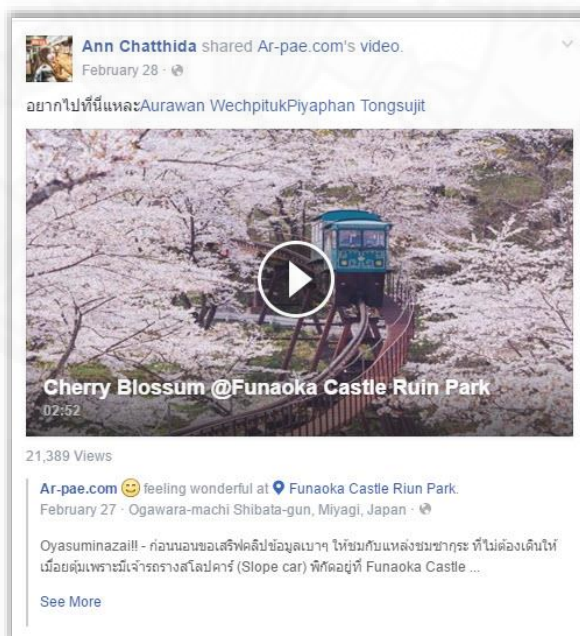 Ann Chatthida shared Ar-pae.com's video.
February 28 ·
อยากไปที่นี่แหละAurawan WechpitukPiyaphan Tongsujit
Cherry Blossum @Funaoka Castle Ruin Park
02:52
21,389 Views
Ar-pae.com feeling wonderful at Funaoka Castle Riun Park.
February 27 · Ogawara-machi Shibata-gun, Miyagi, Japan ·
Oyasuminazai!! - ก่อนนอนขอเสริฟคลิปข้อมูลเบาๆ ให้ชมกับแหล่งชมซากุระ ที่ไม่ต้องเดินให้
เมื่อยตุ้มเพราะมีเจ้ารถรางสโลปคาร์ (Slope car) พิกัดอยู่ที่ Funaoka Castle ...
See More